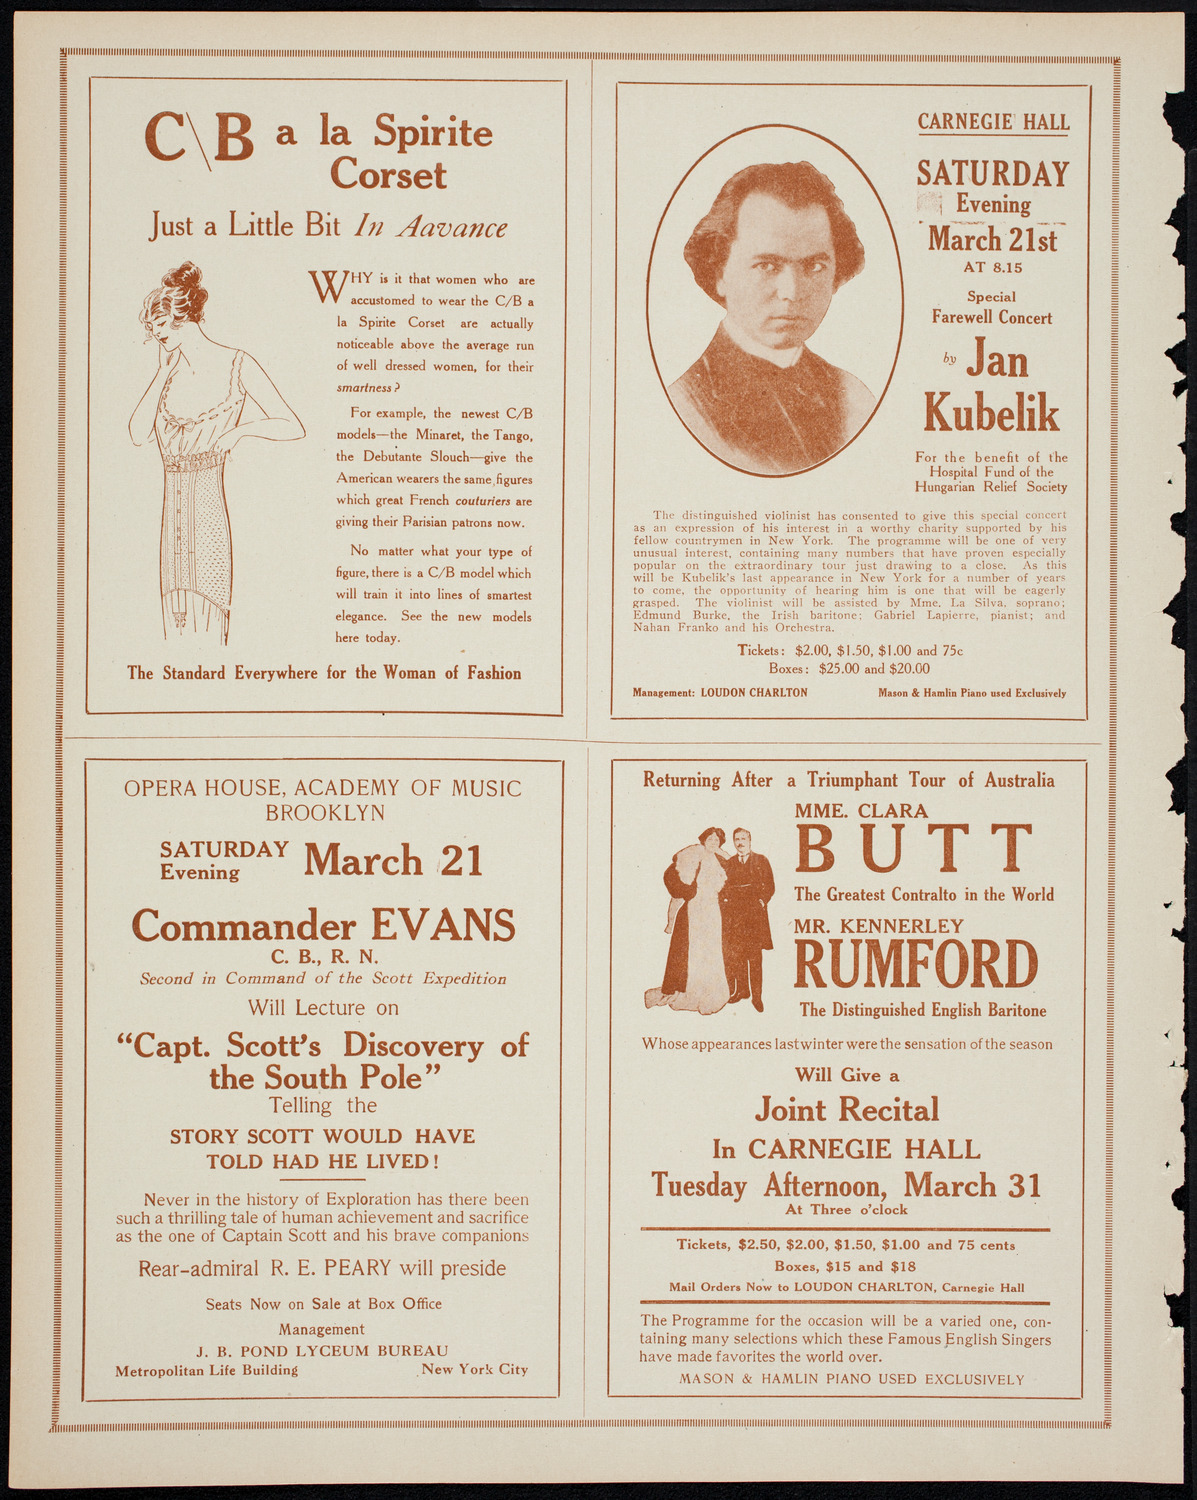 C\B a la Spirite
Corset
Just a Little Bit In Aavance
WHY is it that women who are
accustomed to wear the C/B a
la Spirite Corset are actually
noticeable above the average run
of well dressed women, for their
smartness?
For example, the newest C/B
models—the Minaret, the Tango,
the Debutante Slouch—give the
American wearers the same figures
which great French couturiers are
giving their Parisian patrons now.
No matter what your type of
figure, there is a C/B model which
will train it into lines of smartest
elegance. See the new models
here today.
The Standard Everywhere for the Woman of Fashion
CARNEGIE HALL
SATURDAY
Evening
March 21st
AT 8.15
Special
Farewell Concert
by Jan
Kubelik
For the benefit of the
Hospital Fund of the
Hungarian Relief Society
The distinguished violinist has consented to give this special concert
as an expression of his interest in a worthy charity supported by his
fellow countrymen in New York. The programme will be one of very
unusual interest, containing many numbers that have proven especially
popular on the extraordinary tour just drawing to a close. As this
will be Kubelik's last appearance in New York for a number of years
to come, the opportunity of hearing him is one that will be eagerly
grasped. The violinist will be assisted by Mme. La Silva, soprano;
Edmund Burke, the Irish baritone; Gabriel Lapierre, pianist; and
Nahan Franko and his Orchestra.
Tickets: $2.00, $1.50, $1.00 and 75c
Boxes: $25.00 and $20.00
Management: LOUDON CHARLTON Mason & Hamlin Piano used Exclusively
OPERA HOUSE, ACADEMY OF MUSIC
BROOKLYN
SATURDAY
Evening March 21
Commander EVANS
C. B., R. N.
Second in Command of the Scott Expedition
Will Lecture on
"Capt. Scott's Discovery of
the South Pole"
Telling the
STORY SCOTT WOULD HAVE
TOLD HAD HE LIVED!
Never in the history of Exploration has there been
such a thrilling tale of human achievement and sacrifice
as the one of Captain Scott and his brave companions
Rear-admiral R. E. PEARY will preside
Seats Now on Sale at Box Office
Management
J. B. POND LYCEUM BUREAU
Metropolitan Life Building New York City
Returning After a Triumphant Tour of Australia
MME. CLARA
BUTT
The Greatest Contralto in the World
MR. KENNERLEY
RUMFORD
The Distinguished English Baritone
Whose appearances last winter were the sensation of the season
Will Give a
Joint Recital
In CARNEGIE HALL
Tuesday Afternoon, March 31
At Three o'clock
Tickets, $2.50, $2.00, $1.50, $1.00 and 75 cents
Boxes, $15 and $18
Mail Orders Now to LOUDON CHARLTON, Carnegie Hall
The Programme for the occasion will be a varied one, con-
taining many selections which these Famous English Singers
have made favorites the world over.
MASON & HAMLIN PIANO USED EXCLUSIVELY